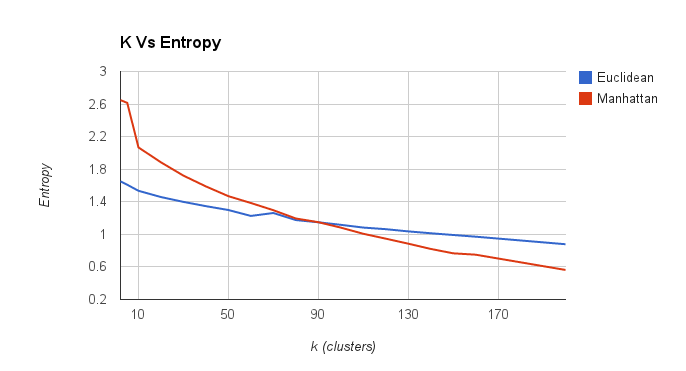 K Vs Entropy
3
2.6
2.2
1.8
1.4
1
0.6
0.2
Entropy
10 50 90 130 170
k (clusters)
Euclidean
Manhattan